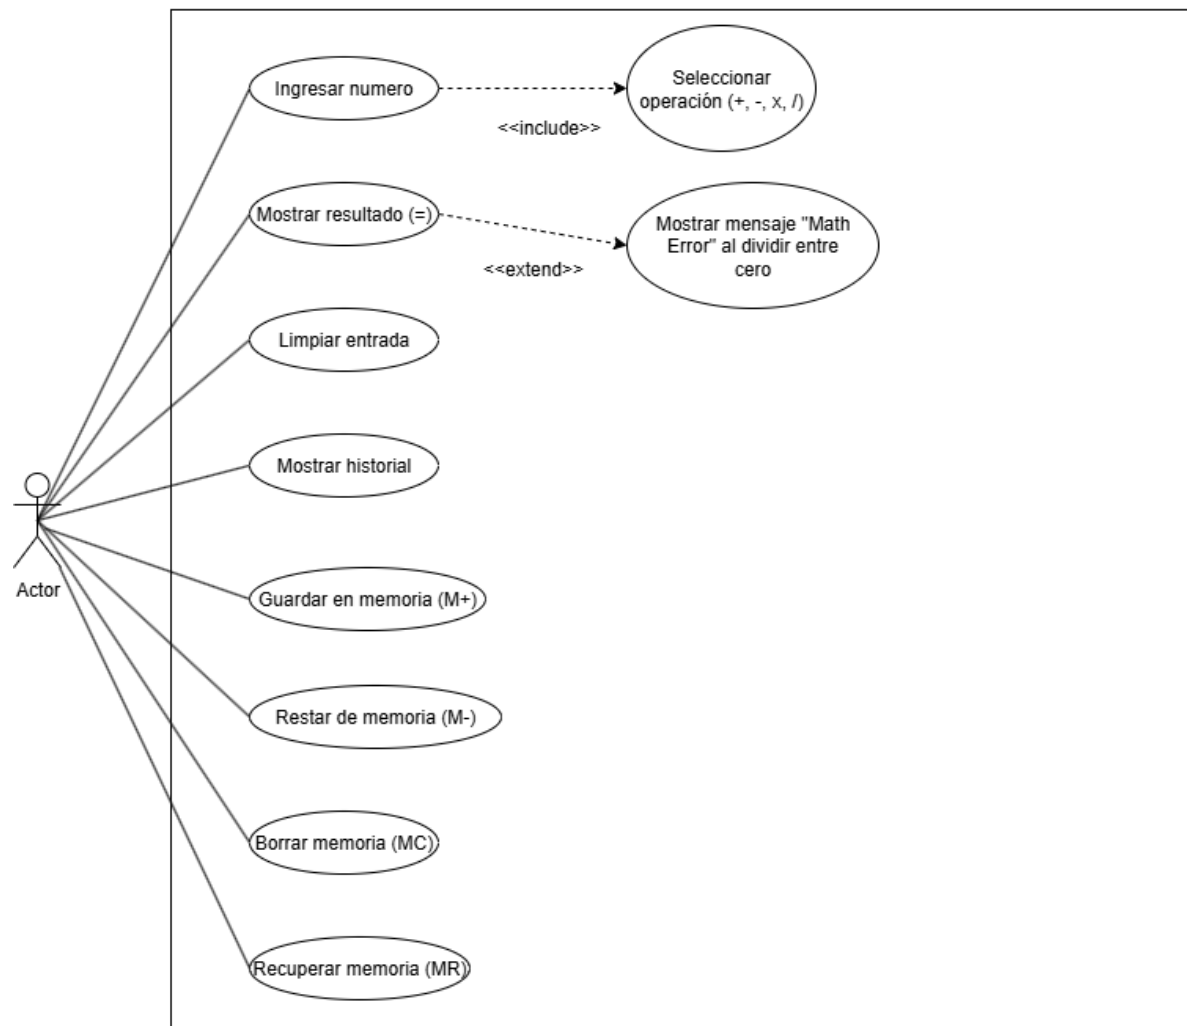 Ingresar numero
Seleccionar
operación (+, -, x, /)
<<include>>
Mostrar resultado (=)
Mostrar mensaje "Math
Error" al dividir entre
cero
<<extend>>
Limpiar entrada
Mostrar historial
Actor
Guardar en memoria (M+)
Restar de memoria (M-)
Borrar memoria (MC)
Recuperar memoria (MR)